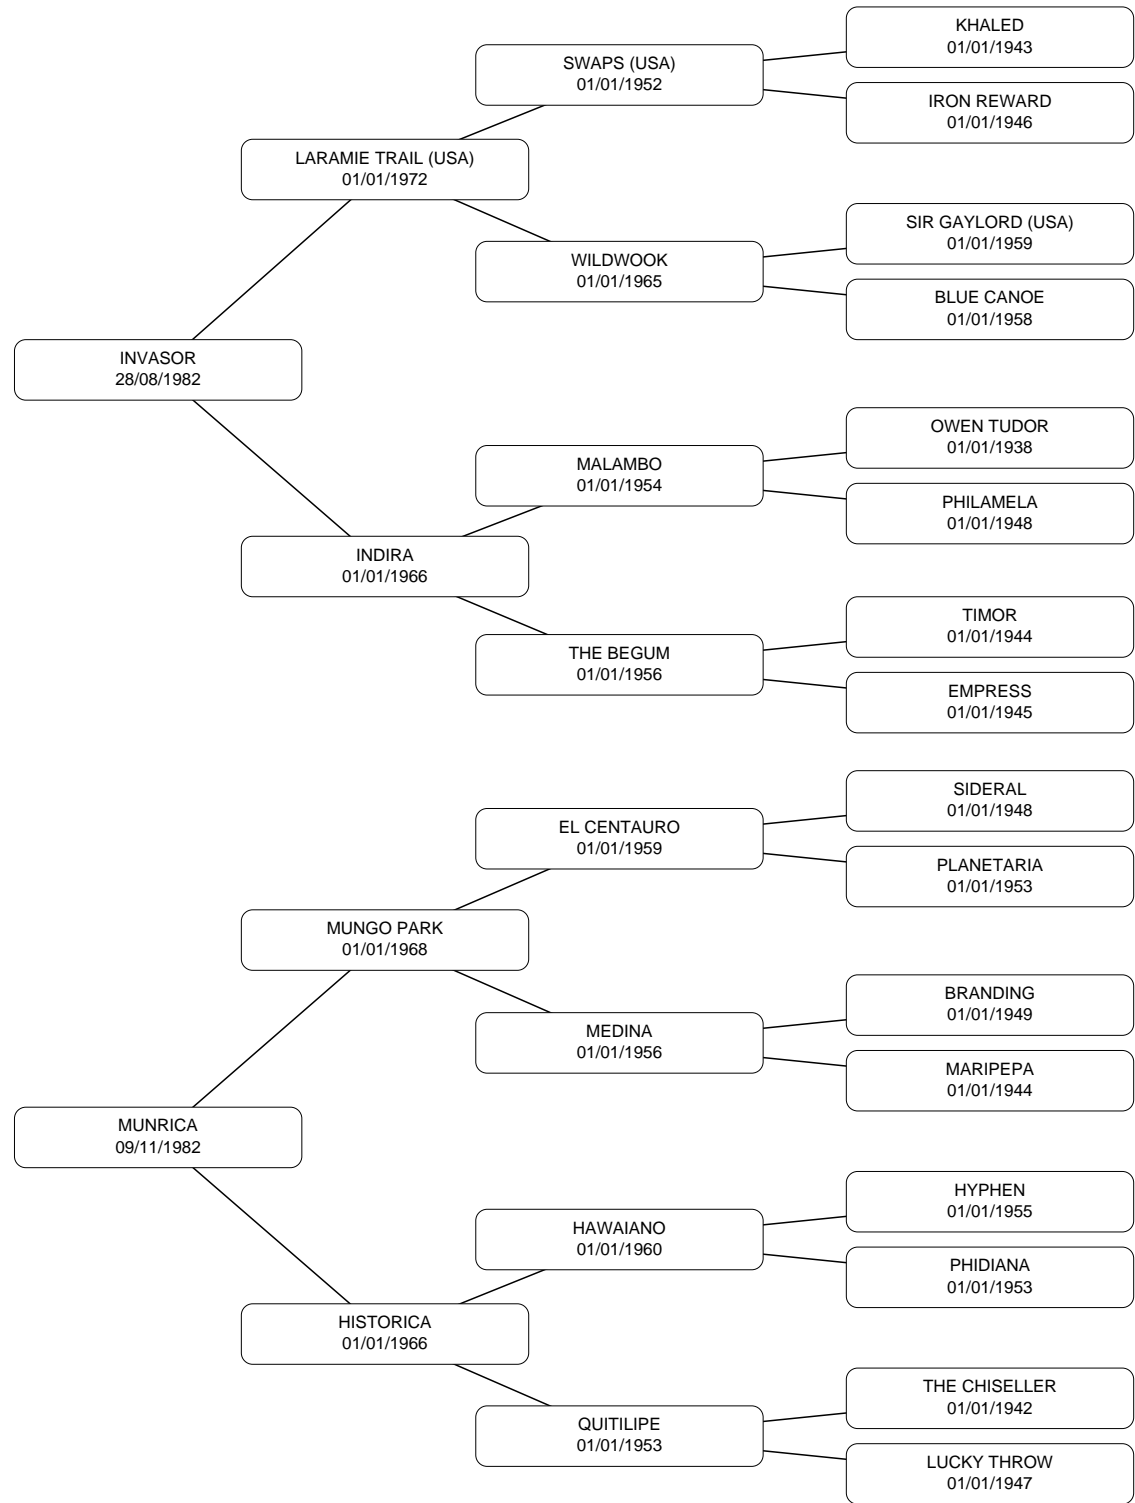 KHALED
01/01/1943
SWAPS (USA)
01/01/1952
IRON REWARD
01/01/1946
LARAMIE TRAIL (USA)
01/01/1972
SIR GAYLORD (USA)
01/01/1959
WILDWOOK
01/01/1965
BLUE CANOE
01/01/1958
INVASOR
28/08/1982
OWEN TUDOR
01/01/1938
MALAMBO
01/01/1954
PHILAMELA
01/01/1948
INDIRA
01/01/1966
TIMOR
01/01/1944
THE BEGUM
01/01/1956
EMPRESS
01/01/1945
SIDERAL
01/01/1948
EL CENTAURO
01/01/1959
PLANETARIA
01/01/1953
MUNGO PARK
01/01/1968
BRANDING
01/01/1949
MEDINA
01/01/1956
MARIPEPA
01/01/1944
MUNRICA
09/11/1982
HYPHEN
01/01/1955
HAWAIANO
01/01/1960
PHIDIANA
01/01/1953
HISTORICA
01/01/1966
THE CHISELLER
01/01/1942
QUITILIPE
01/01/1953
LUCKY THROW
01/01/1947